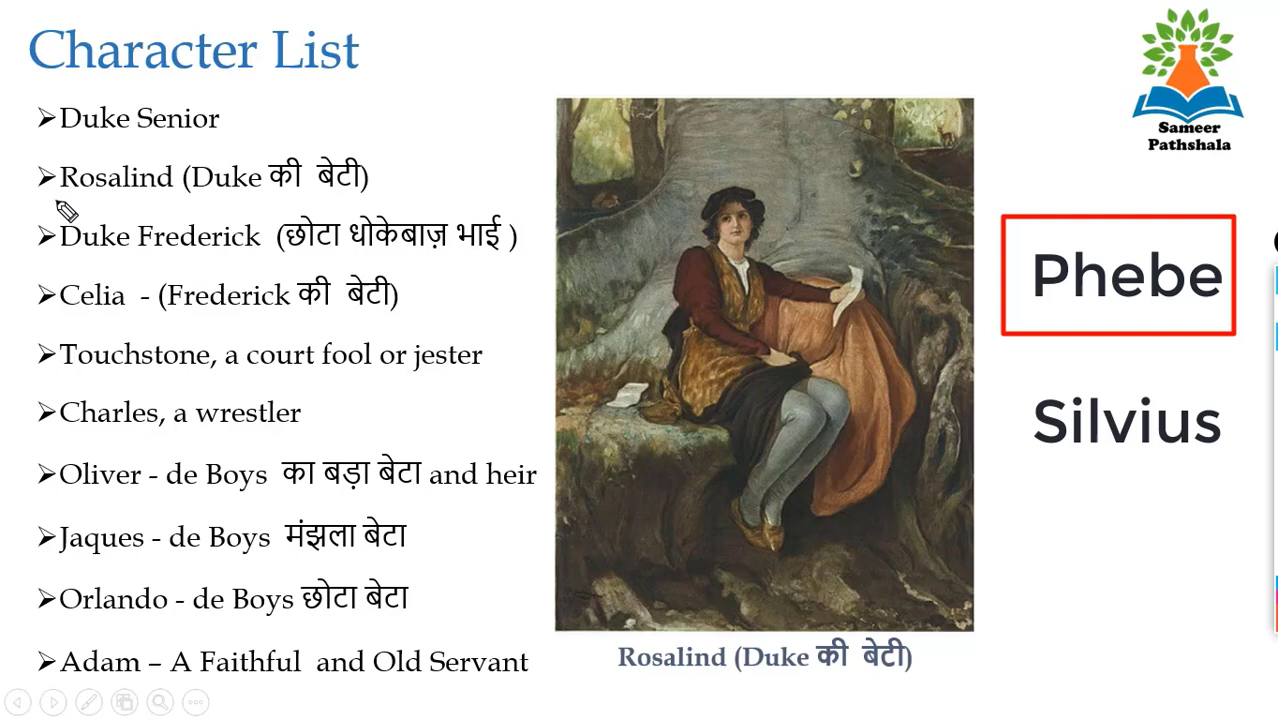 Character List
Duke Senior
Rosalind (Duke की बेटी)
Duke Frederick (छोटा धोकेबाज़ भाई )
Celia - (Frederick की बेटी)
Touchstone, a court fool or jester
Charles, a wrestler
Oliver - de Boys का बड़ा बेटा and heir
Jaques - de Boys मंझला बेटा
Orlando - de Boys छोटा बेटा
Adam – A Faithful and Old Servant
Rosalind (Duke की बेटी)
Sameer
Pathshala
Phebe
Silvius